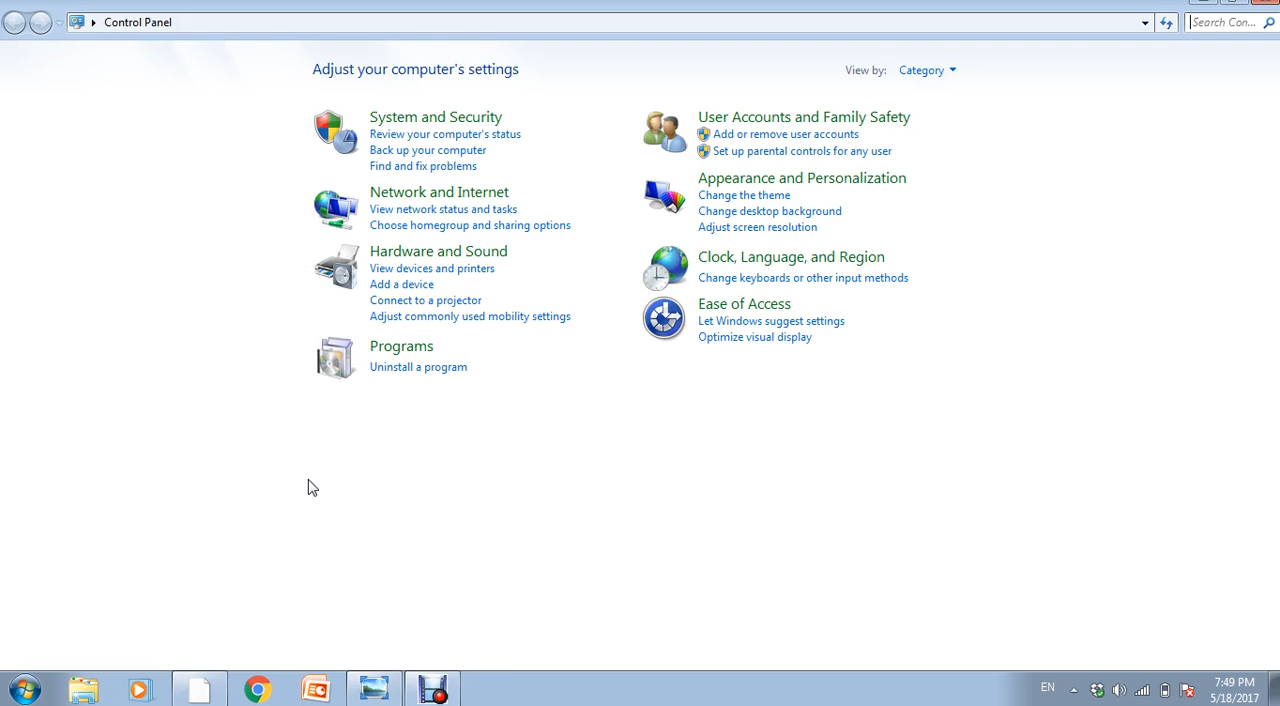 Control Panel
Search Con...
Adjust your computer's settings
View by: Category
System and Security
Review your computer's status
Back up your computer
Find and fix problems
Network and Internet
View network status and tasks
Choose homegroup and sharing options
Hardware and Sound
View devices and printers
Add a device
Connect to a projector
Adjust commonly used mobility settings
Programs
Uninstall a program
User Accounts and Family Safety
Add or remove user accounts
Set up parental controls for any user
Appearance and Personalization
Change the theme
Change desktop background
Adjust screen resolution
Clock, Language, and Region
Change keyboards or other input methods
Ease of Access
Let Windows suggest settings
Optimize visual display
EN
7:49 PM
5/18/2017